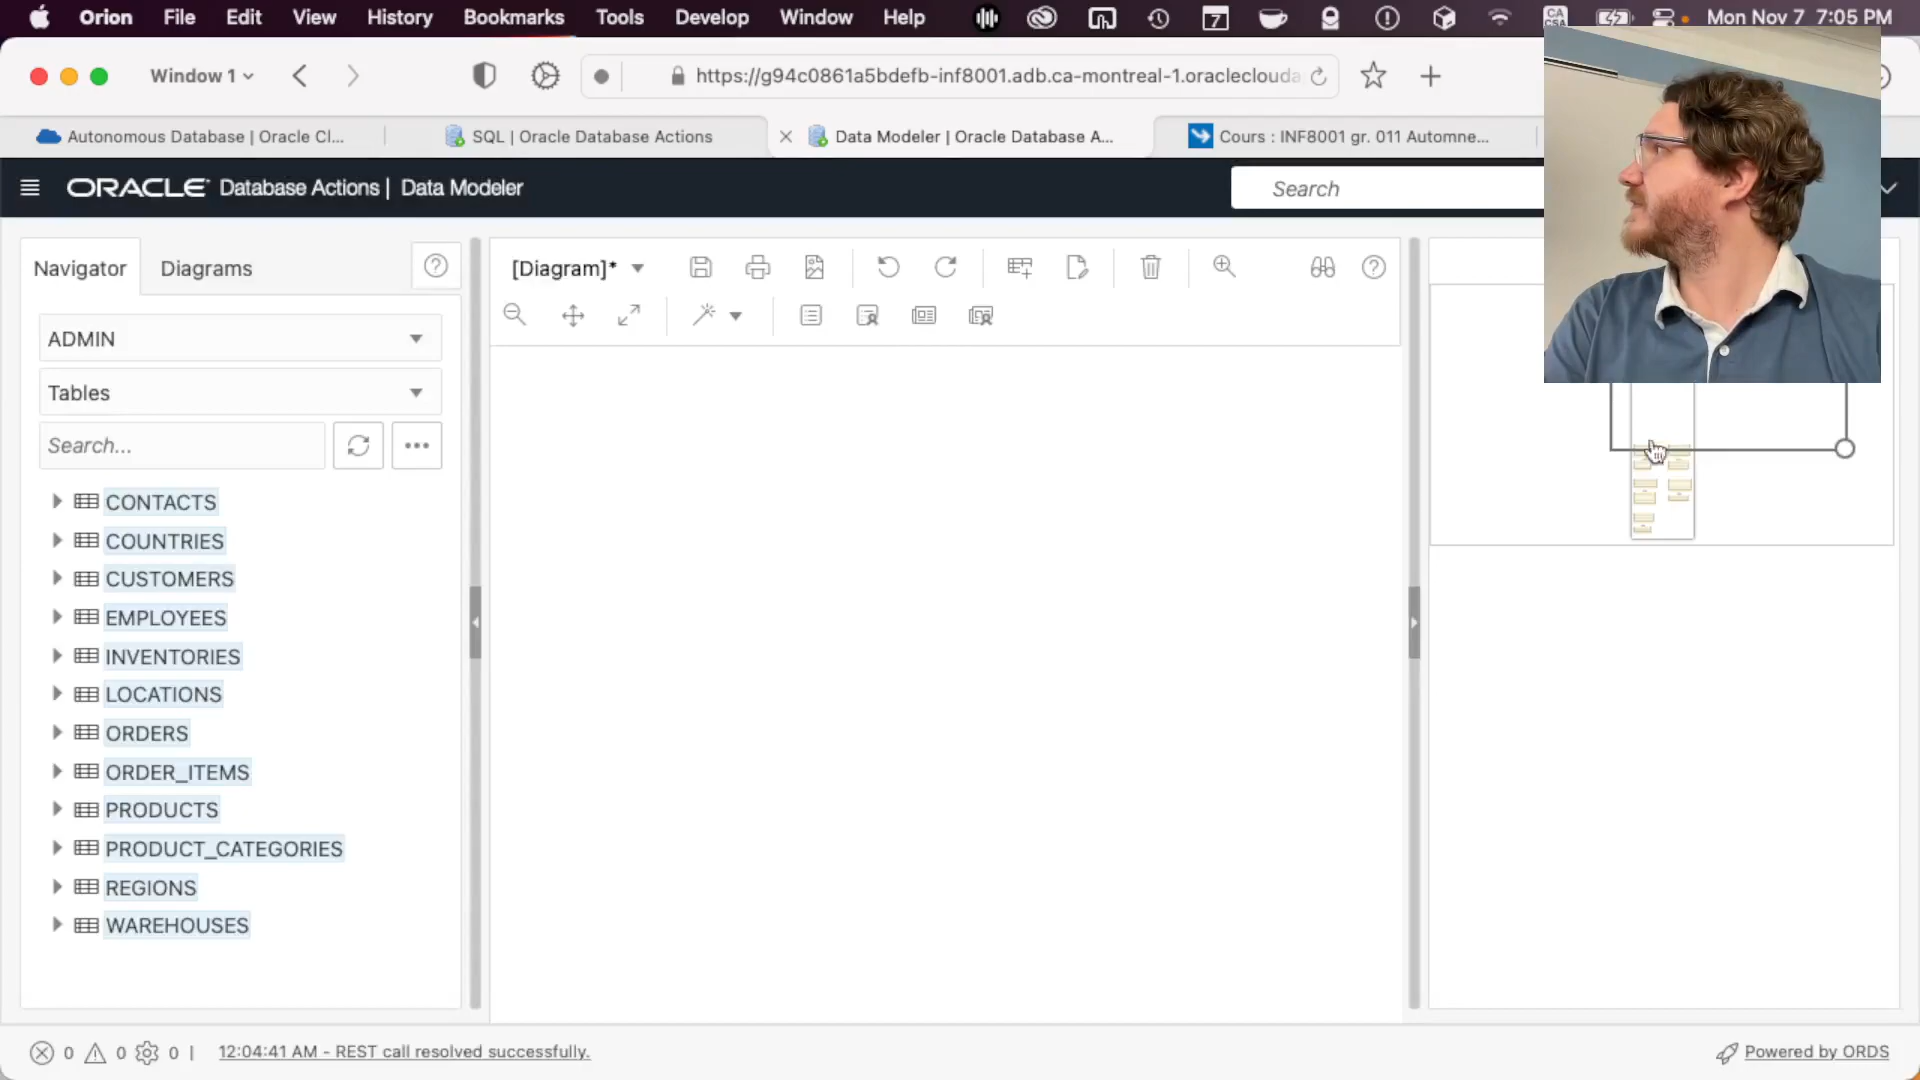 Orion File Edit View History Bookmarks Tools Develop Window Help 7 CA CSA Mon Nov 7 7:05 PM
Window 1 https://g94c0861a5bdefb-inf8001.adb.ca-montreal-1.oracleclouda
Autonomous Database | Oracle Cl... SQL | Oracle Database Actions Data Modeler | Oracle Database A... Cours : INF8001 gr. 011 Automne...
ORACLE Database Actions | Data Modeler Search
Navigator Diagrams
[Diagram]*
ADMIN
Tables
Search...
CONTACTS
COUNTRIES
CUSTOMERS
EMPLOYEES
INVENTORIES
LOCATIONS
ORDERS
ORDER_ITEMS
PRODUCTS
PRODUCT_CATEGORIES
REGIONS
WAREHOUSES
0 0 0 | 12:04:41 AM - REST call resolved successfully. Powered by ORDS